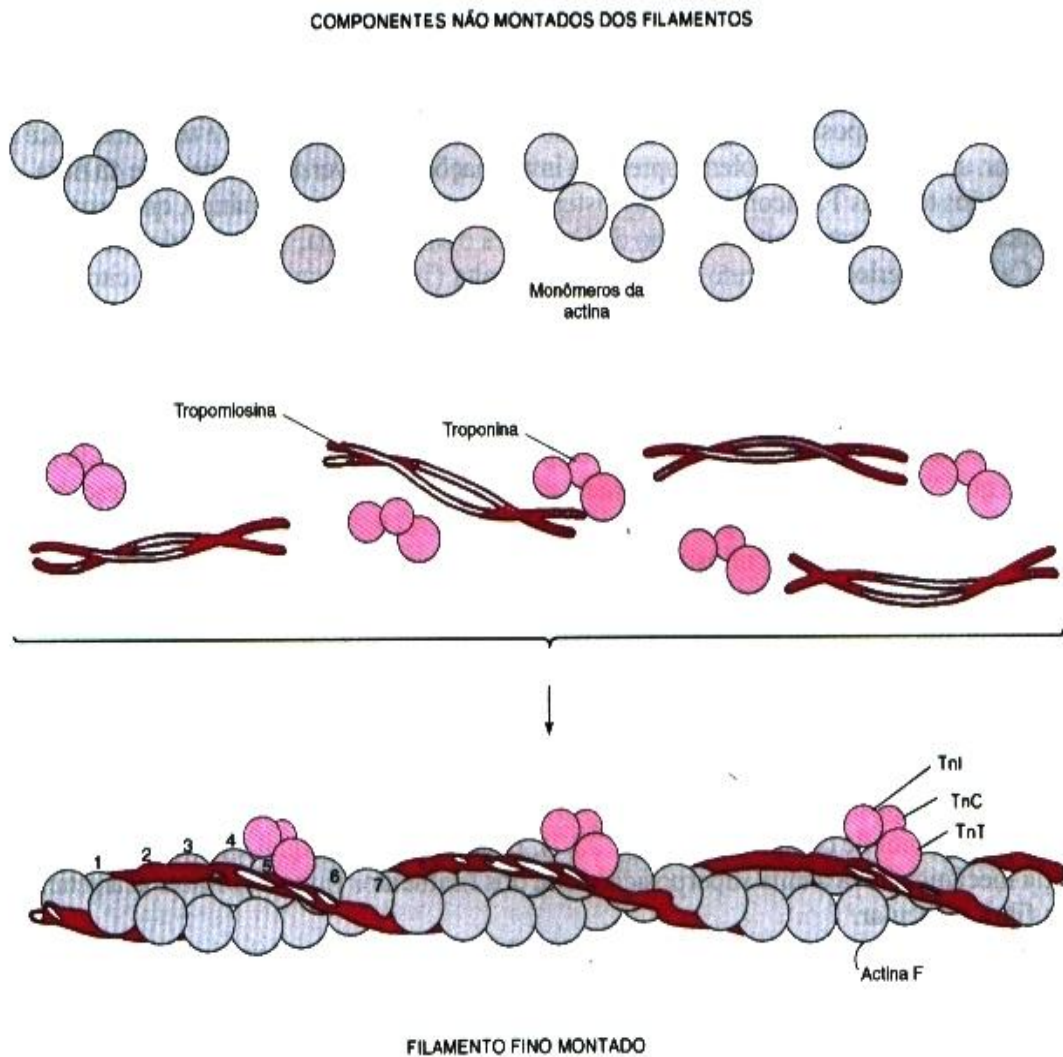 COMPONENTES NÃO MONTADOS DOS FILAMENTOS
Monômeros da
actina
Tropomiosina
Troponina
TnI
TnC
TnT
1
2
3
4
5
6
7
Actina F
FILAMENTO FINO MONTADO